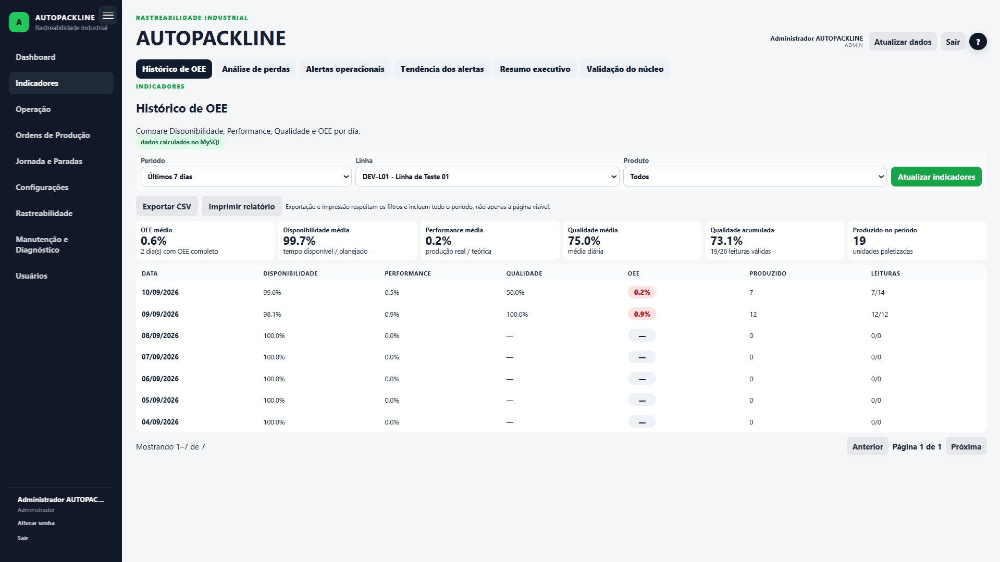 A
AUTOPACKLINE
Rastreabilidade industrial
Dashboard
Indicadores
Operação
Ordens de Produção
Jornada e Paradas
Configurações
Rastreabilidade
Manutenção e
Diagnóstico
Usuários
Administrador AUTOPAC...
Administrador
Alterar senha
Sair
RASTREABILIDADE INDUSTRIAL
AUTOPACKLINE
Administrador AUTOPACKLINE
ADMIN
Atualizar dados
Sair
?
Histórico de OEE
Análise de perdas
Alertas operacionais
Tendência dos alertas
Resumo executivo
Validação do núcleo
INDICADORES
Histórico de OEE
Compare Disponibilidade, Performance, Qualidade e OEE por dia.
dados calculados no MySQL
Período
Linha
Produto
Últimos 7 dias
DEV-L01 - Linha de Teste 01
Todos
Atualizar indicadores
Exportar CSV
Imprimir relatório
Exportação e impressão respeitam os filtros e incluem todo o período, não apenas a página visível.
OEE médio
0.6%
2 dia(s) com OEE completo
Disponibilidade média
99.7%
tempo disponível / planejado
Performance média
0.2%
produção real / teórica
Qualidade média
75.0%
média diária
Qualidade acumulada
73.1%
19/26 leituras válidas
Produzido no período
19
unidades paletizadas
DATA DISPONIBILIDADE PERFORMANCE QUALIDADE OEE PRODUZIDO LEITURAS
10/09/2026 99.6% 0.5% 50.0% 0.2% 7 7/14
09/09/2026 98.1% 0.9% 100.0% 0.9% 12 12/12
08/09/2026 100.0% 0.0% — — 0 0/0
07/09/2026 100.0% 0.0% — — 0 0/0
06/09/2026 100.0% 0.0% — — 0 0/0
05/09/2026 100.0% 0.0% — — 0 0/0
04/09/2026 100.0% 0.0% — — 0 0/0
Mostrando 1–7 de 7
Anterior
Página 1 de 1
Próxima